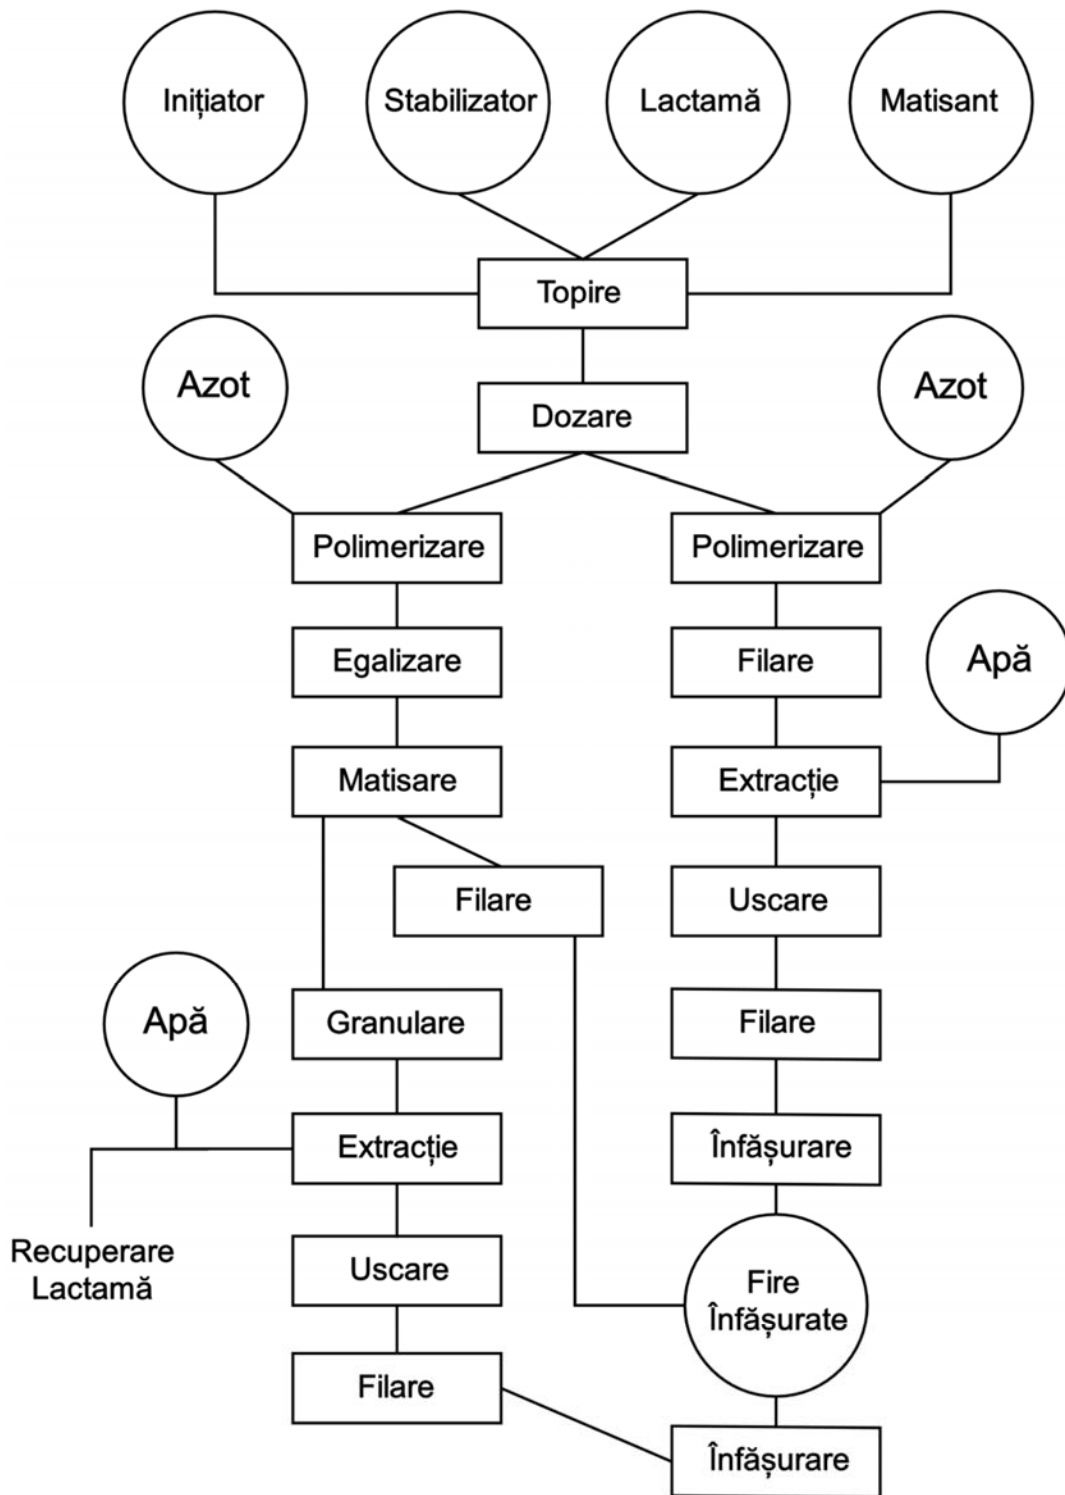 Inițiator
Stabilizator
Lactamă
Matisant
Topire
Azot
Dozare
Azot
Polimerizare
Polimerizare
Egalizare
Filare
Apă
Matisare
Extracție
Filare
Uscare
Apă
Granulare
Filare
Extracție
Înfășurare
Recuperare
Lactamă
Uscare
Fire
Înfășurate
Filare
Înfășurare